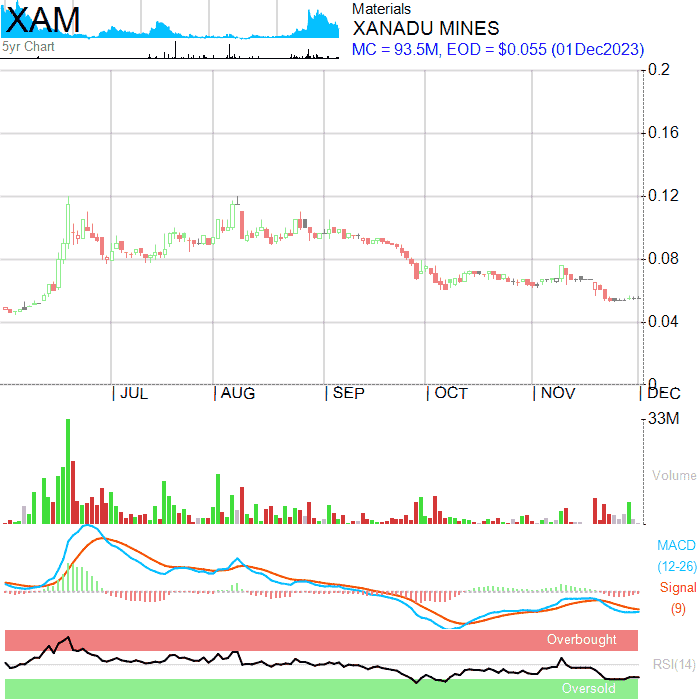 XAM
5yr Chart
Materials
XANADU MINES
MC = 93.5M, EOD = $0.055 (01Dec2023)
0.2
0.16
0.12
0.08
0.04
0
JUL AUG SEP OCT NOV DEC
33M
Volume
MACD
(12-26)
Signal
(9)
Overbought
RSI(14)
Oversold